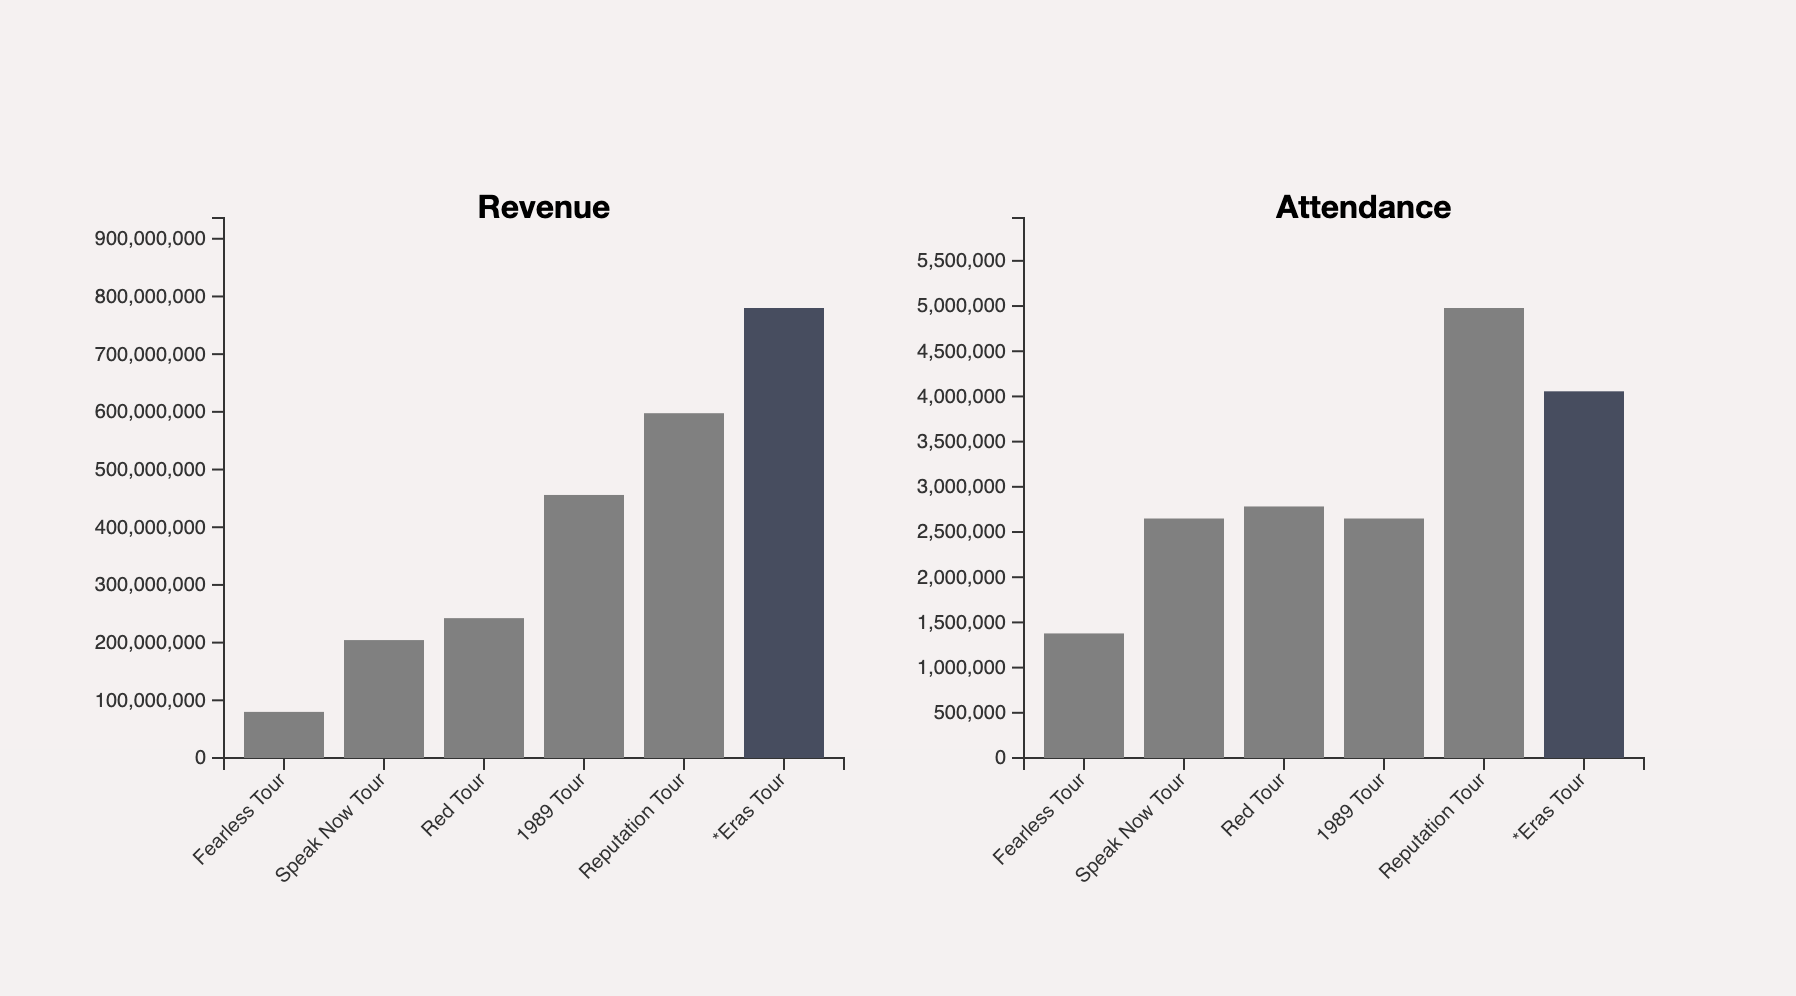 Revenue
900,000,000
800,000,000
700,000,000
600,000,000
500,000,000
400,000,000
300,000,000
200,000,000
100,000,000
0
Fearless Tour
Speak Now Tour
Red Tour
1989 Tour
Reputation Tour
*Eras Tour
Attendance
5,500,000
5,000,000
4,500,000
4,000,000
3,500,000
3,000,000
2,500,000
2,000,000
1,500,000
1,000,000
500,000
0
Fearless Tour
Speak Now Tour
Red Tour
1989 Tour
Reputation Tour
*Eras Tour